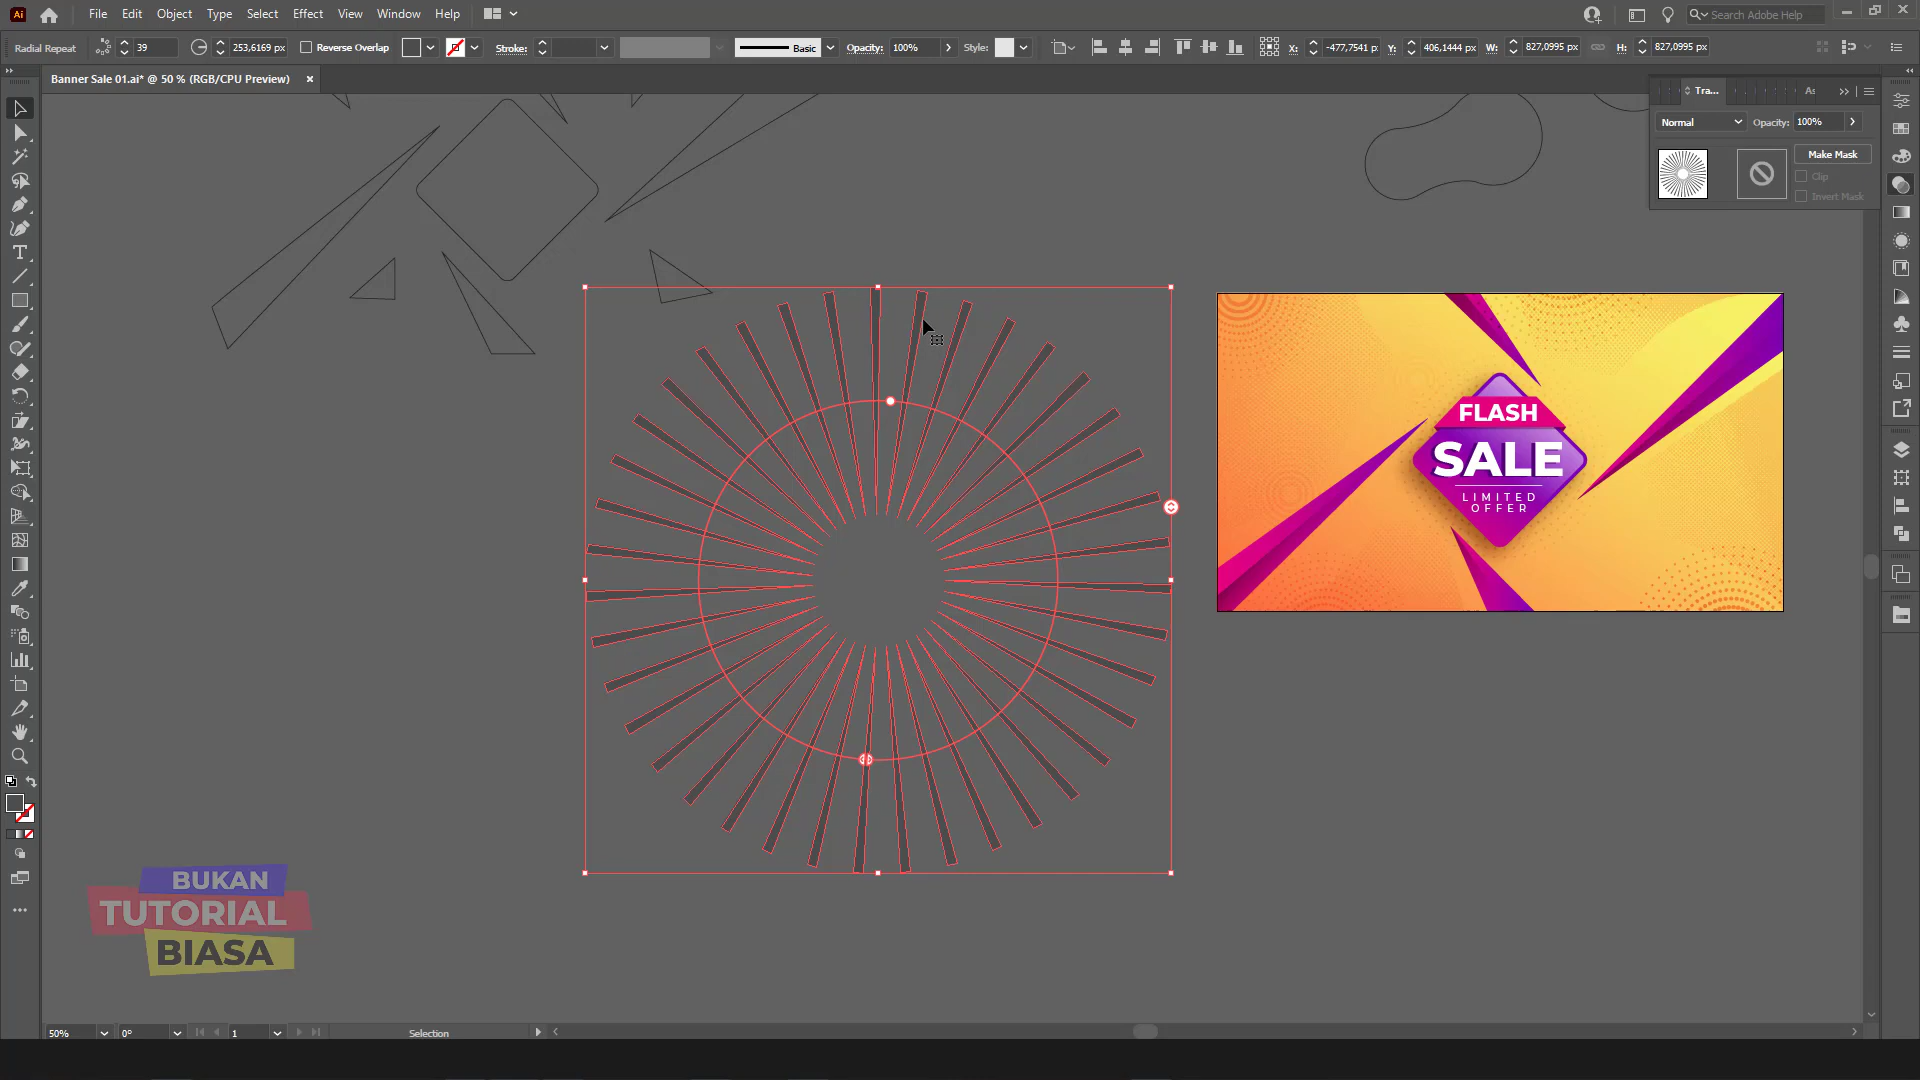 Ai File Edit Object Type Select Effect View Window Help
Search Adobe Help
Radial Repeat 39 253,6169 px Reverse Overlap Stroke: Basic Opacity: 100% Style: X: -477,7541 p Y: 406,1444 px W: 827,0995 px H: 827,0995 px
Banner Sale 01.ai* @ 50 % (RGB/CPU Preview)
Tra...
Normal Opacity: 100%
Make Mask
Clip
Invert Mask
FLASH
SALE
LIMITED
OFFER
BUKAN
TUTORIAL
BIASA
50% 0° 1 Selection